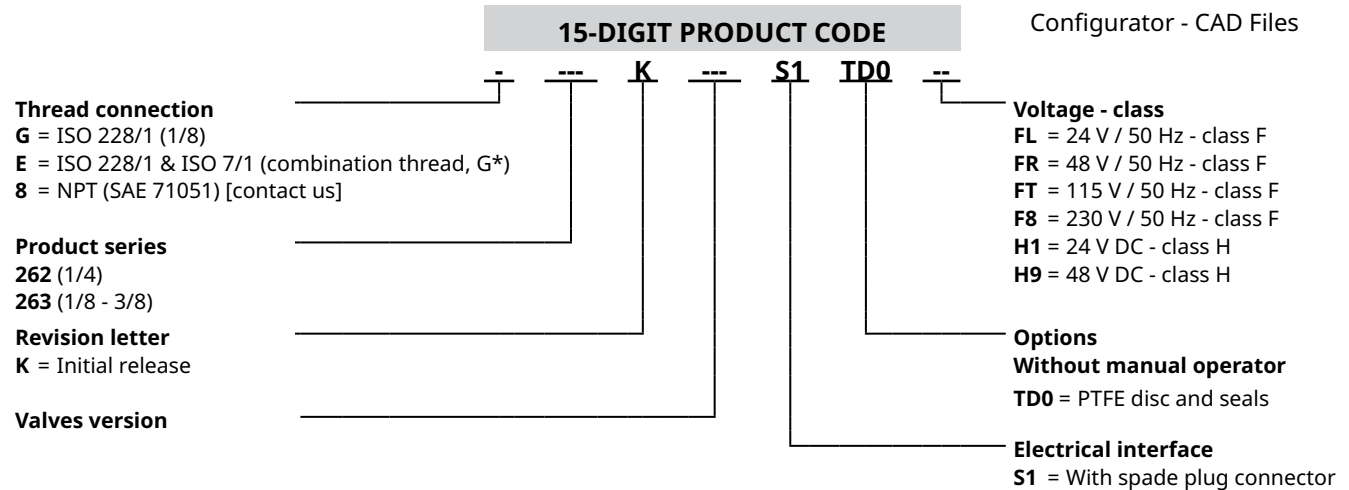 15-DIGIT PRODUCT CODE
Configurator - CAD Files
- --- K --- S1 TD0 --
Thread connection
G = ISO 228/1 (1/8)
E = ISO 228/1 & ISO 7/1 (combination thread, G*)
8 = NPT (SAE 71051) [contact us]
Product series
262 (1/4)
263 (1/8 - 3/8)
Revision letter
K = Initial release
Valves version
Voltage - class
FL = 24 V / 50 Hz - class F
FR = 48 V / 50 Hz - class F
FT = 115 V / 50 Hz - class F
F8 = 230 V / 50 Hz - class F
H1 = 24 V DC - class H
H9 = 48 V DC - class H
Options
Without manual operator
TD0 = PTFE disc and seals
Electrical interface
S1 = With spade plug connector